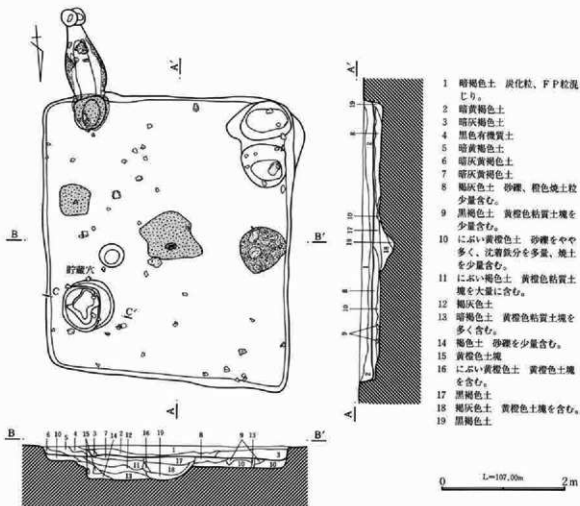 A'
B
B'
貯蔵穴
C
C'
A
A'
A
B
B'
1 暗褐色土 炭化粒、FP粒混
じり。
2 暗黄褐色土
3 暗灰褐色土
4 黒色有機質土
5 暗黄褐色土
6 暗灰黄褐色土
7 暗灰黄褐色土
8 褐灰色土 砂礫、橙色焼土粒
少量含む。
9 黒褐色土 黄橙色粘質土塊を
少量含む。
10 にぶい黄橙色土 砂礫をやや
多く、沈着鉄分を多量、焼土
を少量含む。
11 にぶい褐色土 黄橙色粘質土
塊を大量に含む。
12 褐灰色土
13 暗褐色土 黄橙色粘質土塊を
多く含む。
14 褐色土 砂礫を少量含む。
15 黄橙色土塊
16 にぶい黄橙色土 黄橙色土塊
を含む。
17 黒褐色土
18 褐灰色土 黄橙色土塊を含む。
19 黒褐色土
L=107.00m
0 2m